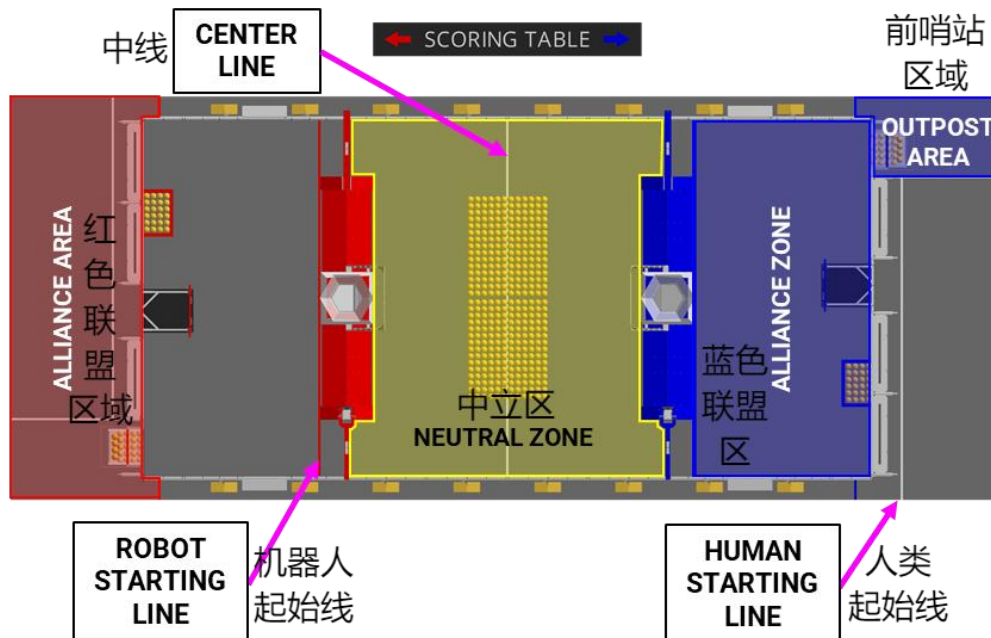 中线
CENTER
LINE
SCORING TABLE
前哨站
区域
OUTPOST
AREA
ALLIANCE AREA
红
色
联
盟
区域
ALLIANCE ZONE
蓝色
联盟
区
中立区
NEUTRAL ZONE
ROBOT
STARTING
LINE
机器人
起始线
HUMAN
STARTING
LINE
人类
起始线